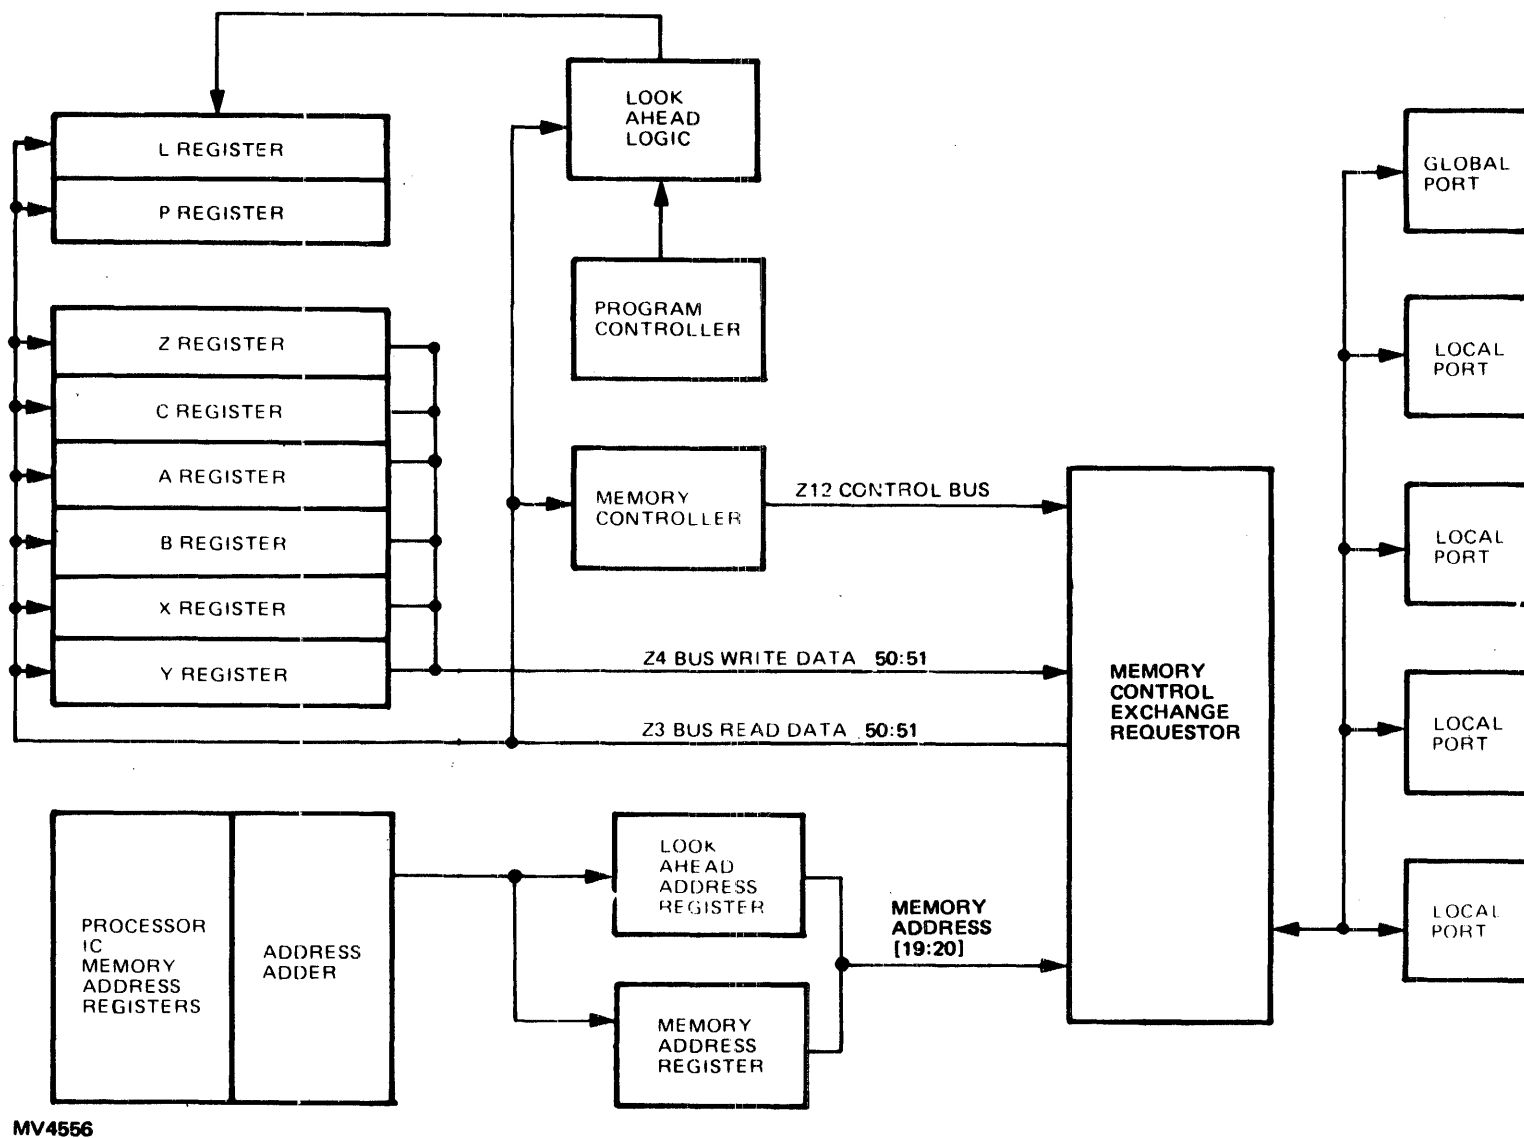 LOOK
AHEAD
LOGIC
L REGISTER
P REGISTER
GLOBAL
PORT
PROGRAM
CONTROLLER
Z REGISTER
C REGISTER
A REGISTER
B REGISTER
X REGISTER
Y REGISTER
LOCAL
PORT
MEMORY
CONTROLLER
Z12 CONTROL BUS
LOCAL
PORT
Z4 BUS WRITE DATA 50:51
Z3 BUS READ DATA 50:51
MEMORY
CONTROL
EXCHANGE
REQUESTOR
LOCAL
PORT
PROCESSOR
IC
MEMORY
ADDRESS
REGISTERS
ADDRESS
ADDER
LOOK
AHEAD
ADDRESS
REGISTER
MEMORY
ADDRESS
[19:20]
LOCAL
PORT
MEMORY
ADDRESS
REGISTER
MV4556